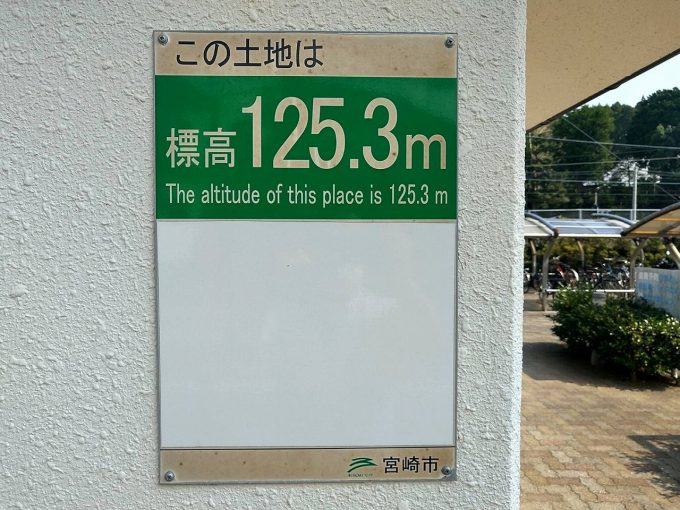 この土地は
標高125.3m
The altitude of this place is 125.3 m
宮崎市